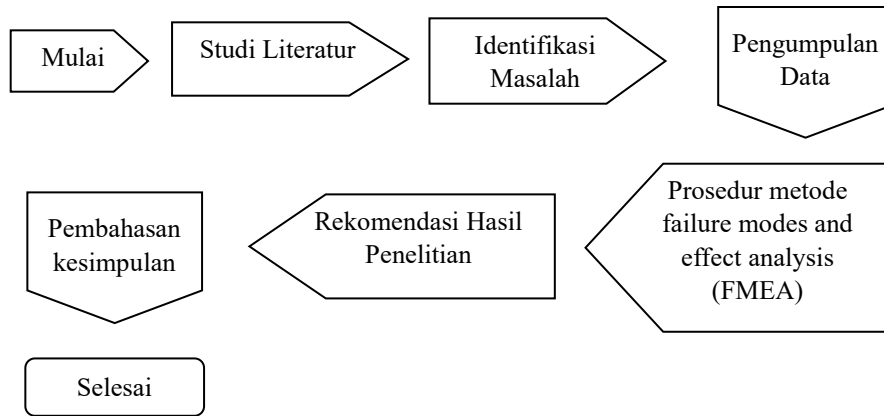 Mulai
Studi Literatur
Identifikasi
Masalah
Pengumpulan
Data
Prosedur metode
failure modes and
effect analysis
(FMEA)
Rekomendasi Hasil
Penelitian
Pembahasan
kesimpulan
Selesai